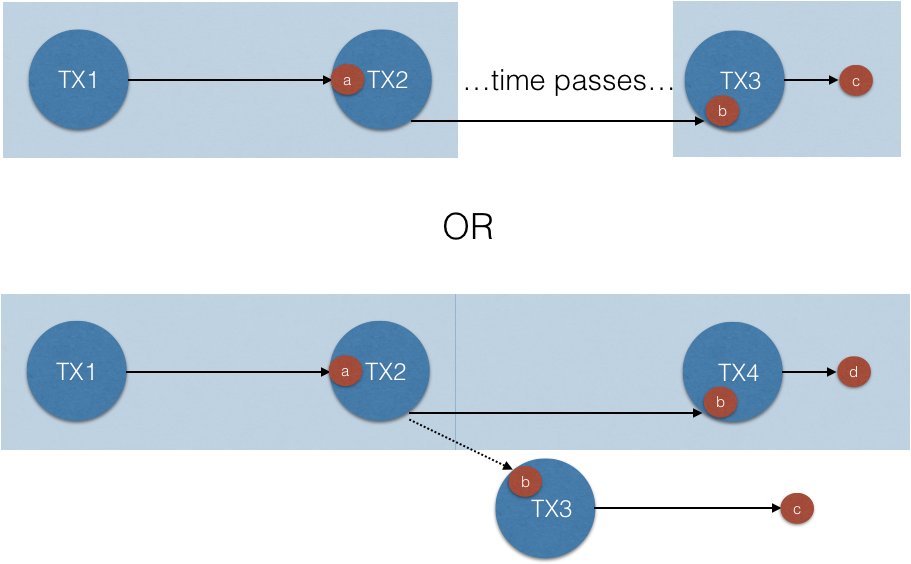 TX1
a
TX2
...time passes...
TX3
b
c
OR
TX1
a
TX2
TX4
b
d
b
TX3
c